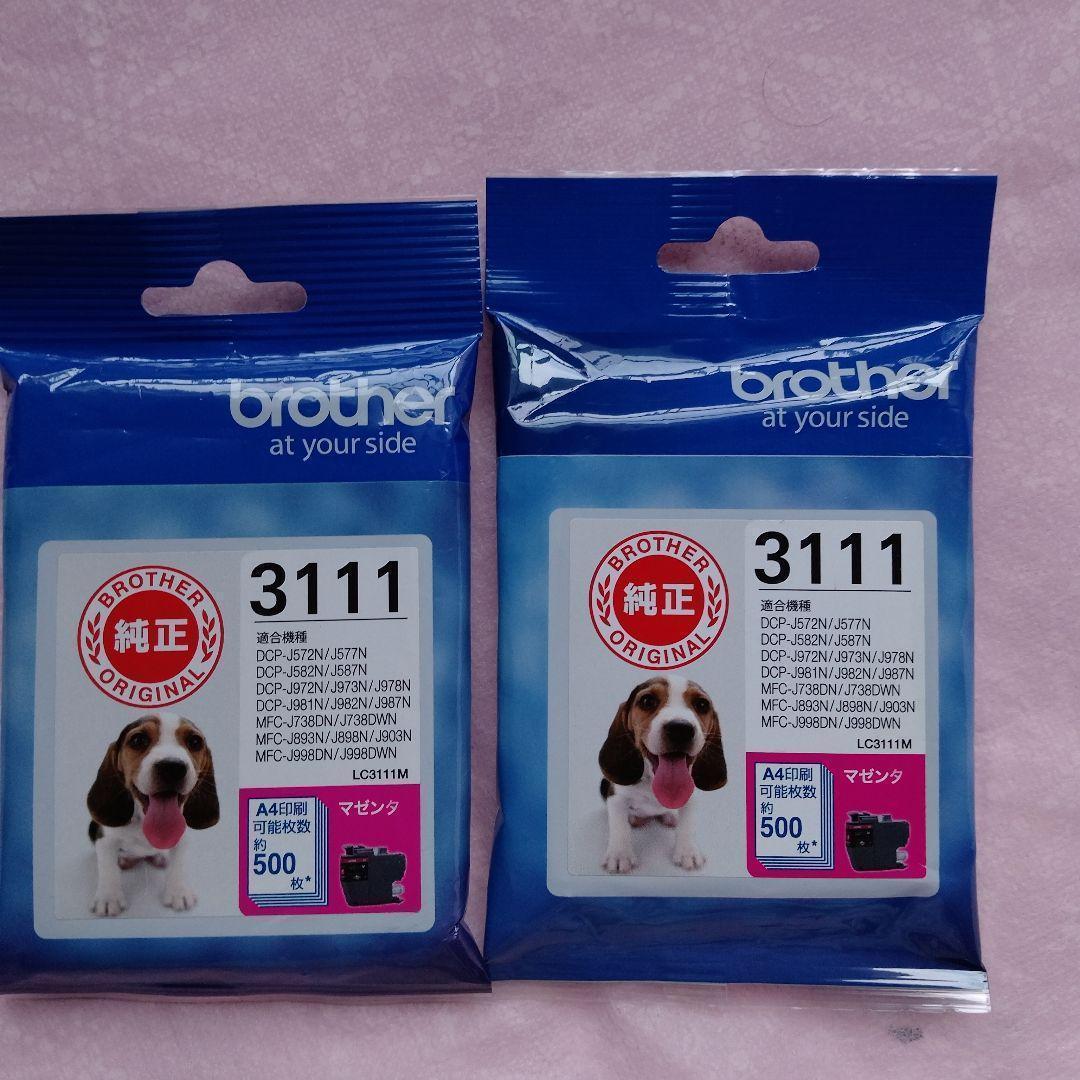 brother
at your side
BROTHER
純正
ORIGINAL
3111
適合機種
DCP-J572N/J577N
DCP-J582N/J587N
DCP-J972N/J973N/J978N
DCP-J981N/J982N/J987N
MFC-J738DN/J738DWN
MFC-J893N/J898N/J903N
MFC-J998DN/J998DWN
LC3111M
A4印刷
可能枚数
約
500
枚*
マゼンタ
brother
at your side
BROTHER
純正
ORIGINAL
3111
適合機種
DCP-J572N/J577N
DCP-J582N/J587N
DCP-J972N/J973N/J978N
DCP-J981N/J982N/J987N
MFC-J738DN/J738DWN
MFC-J893N/J898N/J903N
MFC-J998DN/J998DWN
LC3111M
A4印刷
可能枚数
約
500
枚*
マゼンタ